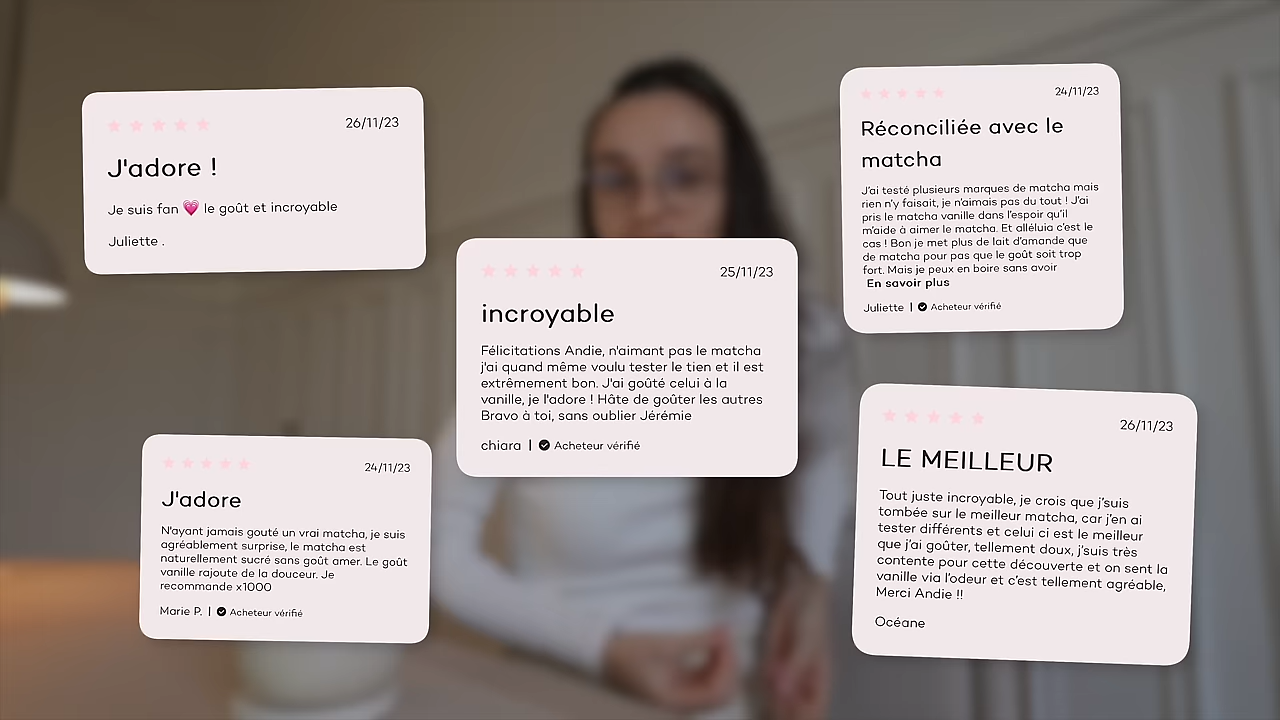 26/11/23
J'adore !
Je suis fan 💗 le goût et incroyable
Juliette .
24/11/23
Réconciliée avec le
matcha
J'ai testé plusieurs marques de matcha mais
rien n'y faisait, je n'aimais pas du tout ! J'ai
pris le matcha vanille dans l'espoir qu'il
m'aide à aimer le matcha. Et alléluia c'est le
cas ! Bon je met plus de lait d'amande que
de matcha pour pas que le goût soit trop
fort. Mais je peux en boire sans avoir
En savoir plus
Juliette | Acheteur vérifié
25/11/23
incroyable
Félicitations Andie, n'aimant pas le matcha
j'ai quand même voulu tester le tien et il est
extrêmement bon. J'ai goûté celui à la
vanille, je l'adore ! Hâte de goûter les autres
Bravo à toi, sans oublier Jérémie
chiara | Acheteur vérifié
24/11/23
J'adore
N'ayant jamais gouté un vrai matcha, je suis
agréablement surprise, le matcha est
naturellement sucré sans goût amer. Le goût
vanille rajoute de la douceur. Je
recommande x1000
Marie P. | Acheteur vérifié
26/11/23
LE MEILLEUR
Tout juste incroyable, je crois que j'suis
tombée sur le meilleur matcha, car j'en ai
tester différents et celui ci est le meilleur
que j'ai goûter, tellement doux, j'suis très
contente pour cette découverte et on sent la
vanille via l'odeur et c'est tellement agréable,
Merci Andie !!
Océane